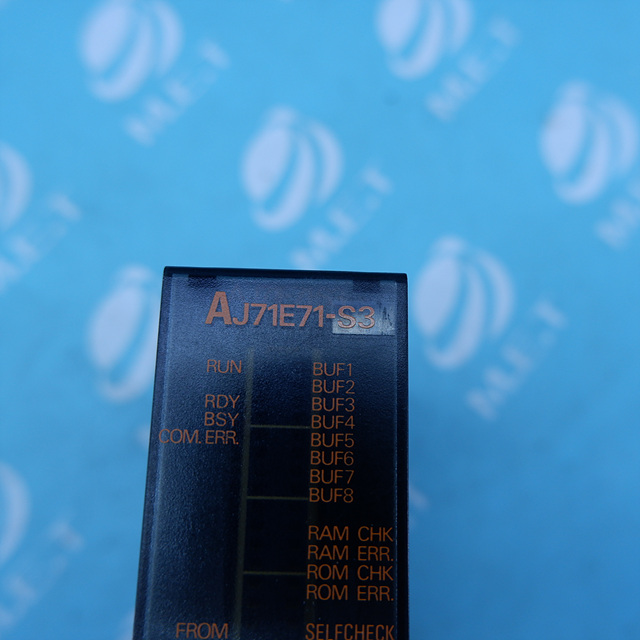 AJ71E71-S3
RUN BUF1
BUF2
RDY BUF3
BSY BUF4
COM.ERR. BUF5
BUF6
BUF7
BUF8
RAM CHK
RAM ERR.
ROM CHK
ROM ERR.
FROM SELFCHECK
M.E.T
M.E.T
M.E.T
M.E.T
M.E.T